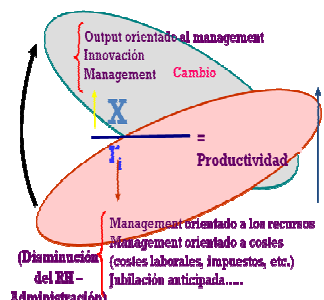 Output orientado al management
Innovación
Management Cambio
X
=
ri
Productividad
Management orientado a los recursos
Management orientado a costes
(costes laborales, impuestos, etc.)
Jubilación anticipada.....
(Disminución
del RH –
Administración)